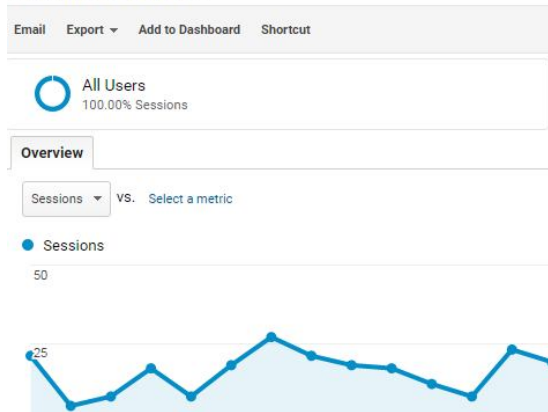 Email Export Add to Dashboard Shortcut
All Users
100.00% Sessions
Overview
Sessions VS. Select a metric
Sessions
50
25